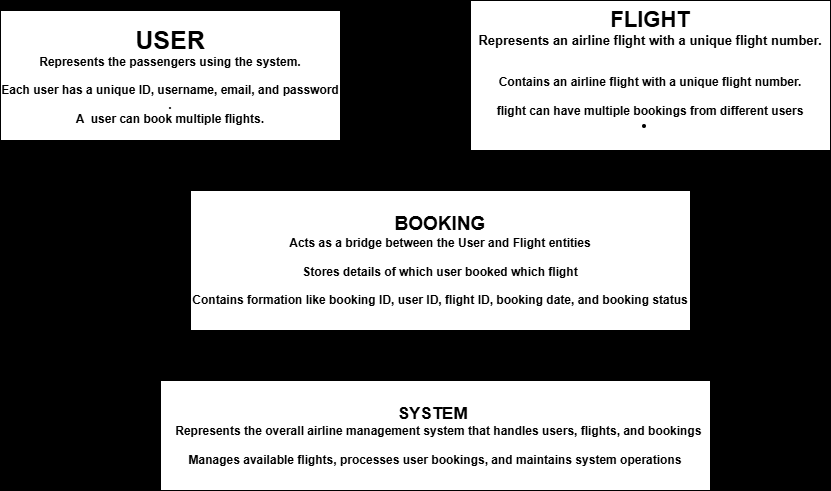 USER
Represents the passengers using the system.
Each user has a unique ID, username, email, and password
.
A user can book multiple flights.
FLIGHT
Represents an airline flight with a unique flight number.
Contains an airline flight with a unique flight number.
flight can have multiple bookings from different users
•
BOOKING
Acts as a bridge between the User and Flight entities
Stores details of which user booked which flight
Contains formation like booking ID, user ID, flight ID, booking date, and booking status
SYSTEM
Represents the overall airline management system that handles users, flights, and bookings
Manages available flights, processes user bookings, and maintains system operations